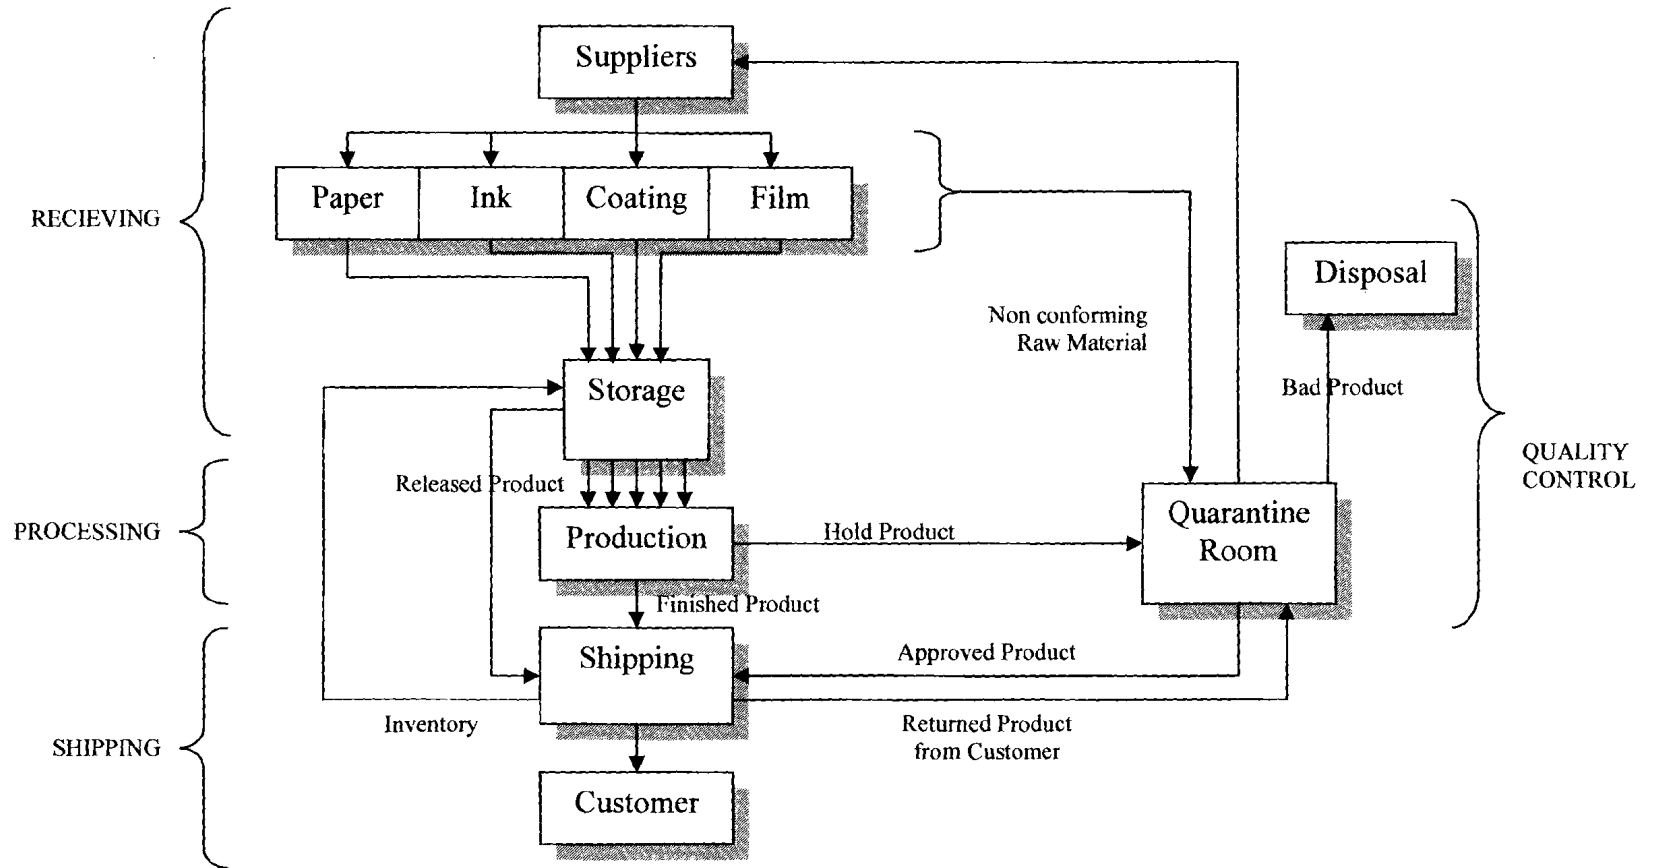 Suppliers
Paper
Ink
Coating
Film
RECIEVING
Disposal
Non conforming
Raw Material
Storage
Bad Product
QUALITY
CONTROL
Released Product
Quarantine
Room
PROCESSING
Production
Hold Product
Finished Product
Shipping
Approved Product
Inventory
Returned Product
from Customer
SHIPPING
Customer